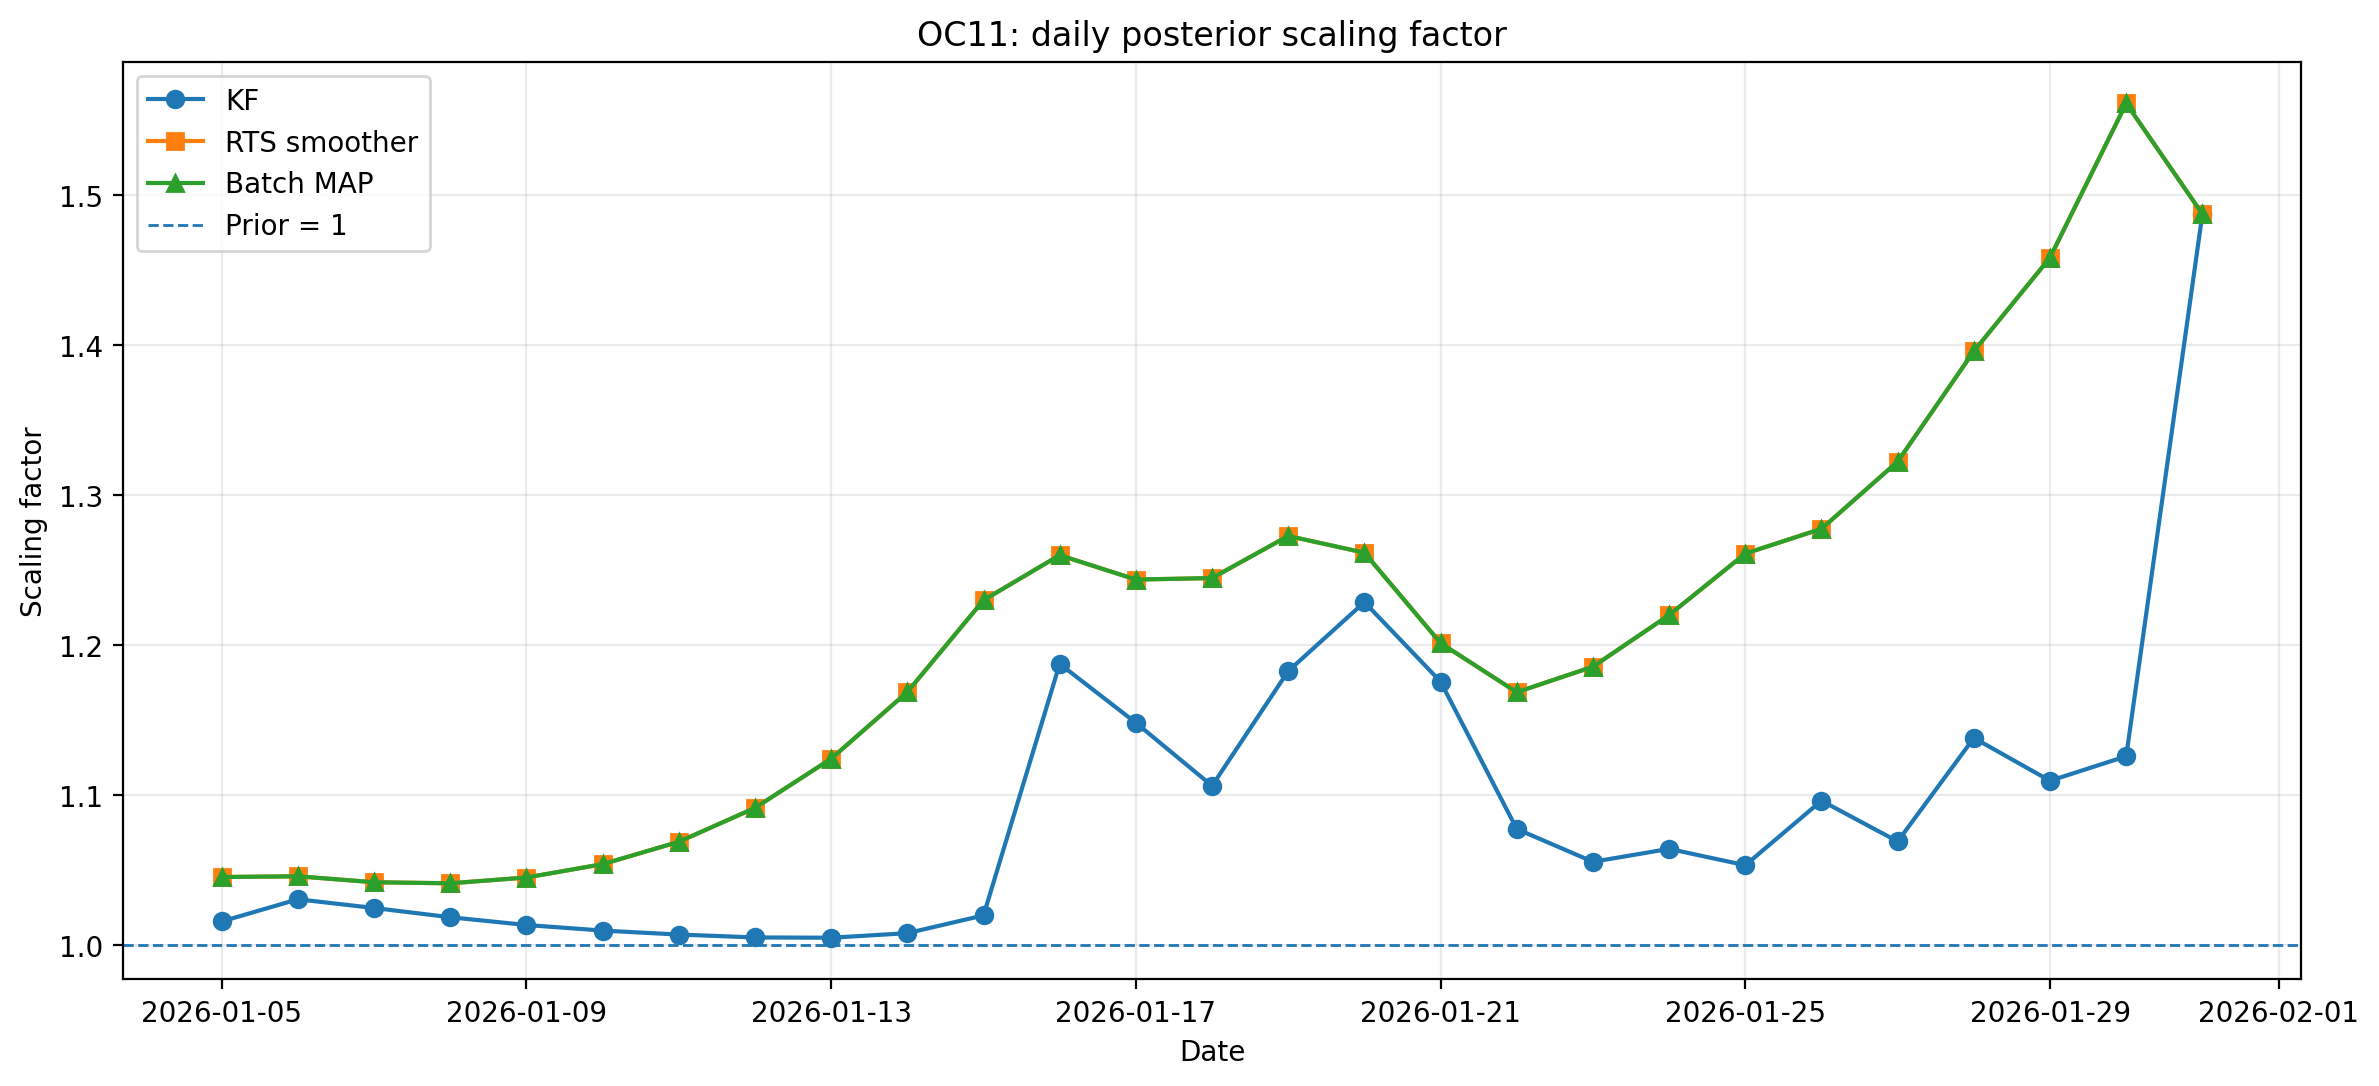 OC11: daily posterior scaling factor
KF
RTS smoother
Batch MAP
Prior = 1
Scaling factor
1.5
1.4
1.3
1.2
1.1
1.0
2026-01-05 2026-01-09 2026-01-13 2026-01-17 2026-01-21 2026-01-25 2026-01-29 2026-02-01
Date